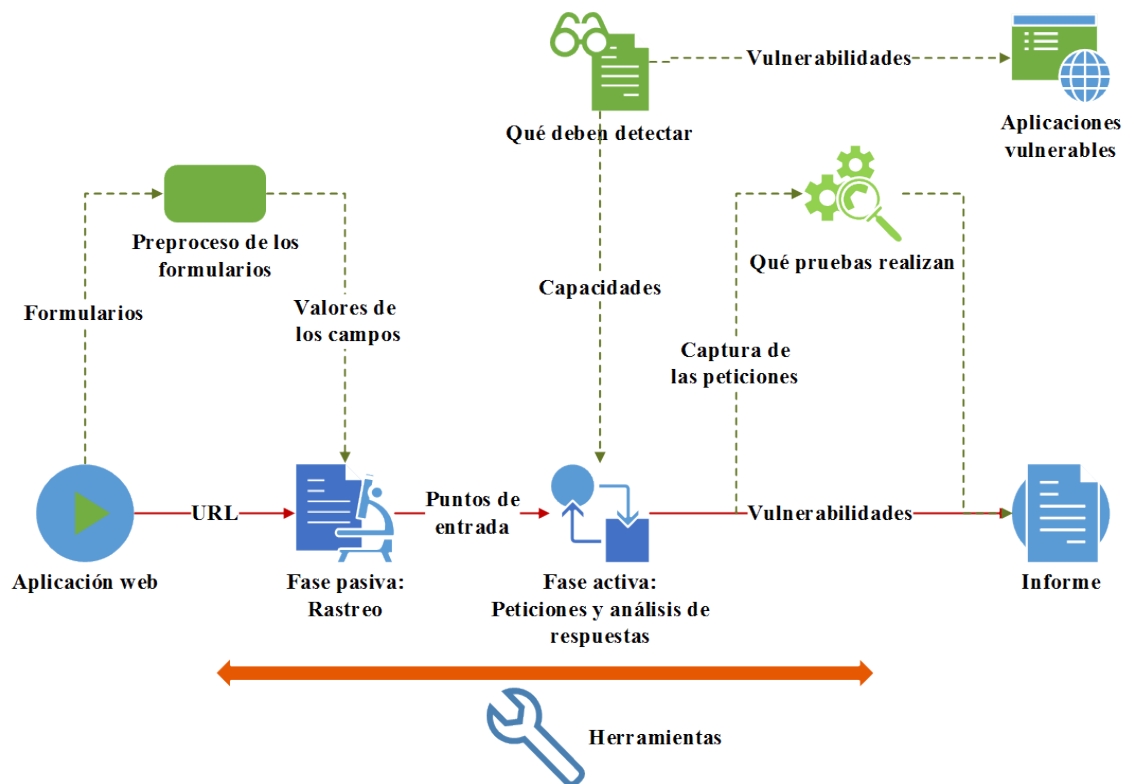 Vulnerabilidades
Qué deben detectar
Aplicaciones
vulnerables
Preproceso de los
formularios
Qué pruebas realizan
Formularios
Valores de
los campos
Capacidades
Captura de
las peticiones
URL
Puntos de
entrada
Vulnerabilidades
Aplicación web
Fase pasiva:
Rastreo
Fase activa:
Peticiones y análisis de
respuestas
Informe
Herramientas